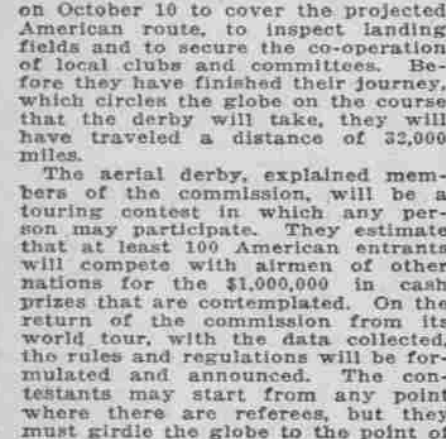 on October 10 to cover the projected
American route, to inspect landing
fields and to secure the co-operation
of local clubs and committees. Be-
fore they have finished their journey,
which circles the globe on the course
that the derby will take, they will
have traveled a distance of 32,000
miles.
The aerial derby, explained mem-
bers of the commission, will be a
touring contest in which any per-
son may participate. They estimate
that at least 100 American entrants
will compete with airmen of other
nations for the $1,000,000 in cash
prizes that are contemplated. On the
return of the commission from its
world tour, with the data collected,
the rules and regulations will be for-
mulated and announced. The con-
testants may start from any point
where there are referees, but they
must girdle the globe to the point of